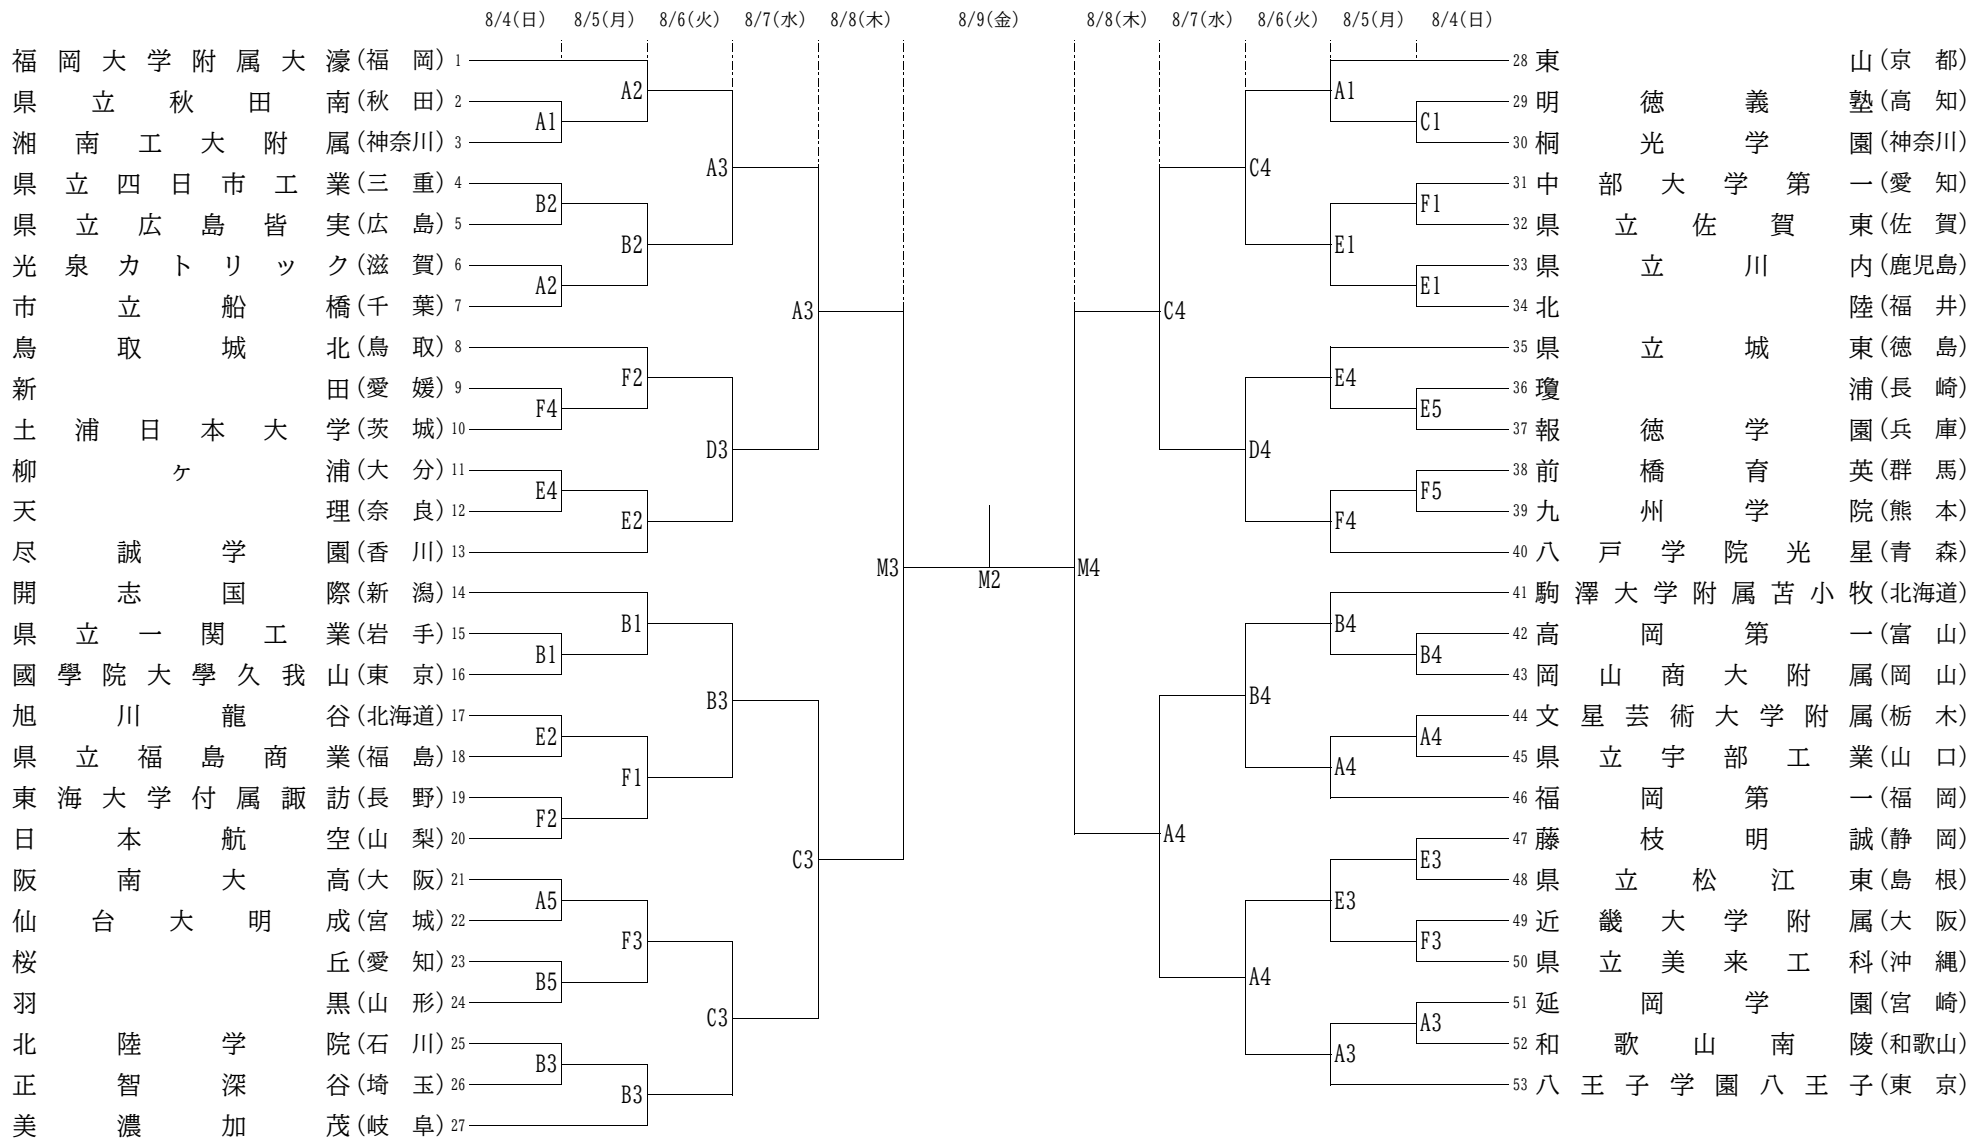 8/4(日) 8/5(月) 8/6(火) 8/7(水) 8/8(木) 8/9(金) 8/8(木) 8/7(水) 8/6(火) 8/5(月) 8/4(日)
福岡大学附属大濠(福岡) 1
県立秋田南(秋田) 2
湘南工大附属(神奈川) 3
県立四日市工業(三重) 4
県立広島皆実(広島) 5
光泉カトリック(滋賀) 6
市立船橋(千葉) 7
鳥取城北(鳥取) 8
新田(愛媛) 9
土浦日本大学(茨城) 10
柳ヶ浦(大分) 11
天理(奈良) 12
尽誠学園(香川) 13
開志国際(新潟) 14
県立一関工業(岩手) 15
國學院大學久我山(東京) 16
旭川龍谷(北海道) 17
県立福島商業(福島) 18
東海大学付属諏訪(長野) 19
日本航空(山梨) 20
阪南大高(大阪) 21
仙台大明成(宮城) 22
桜丘(愛知) 23
羽黒(山形) 24
北陸学院(石川) 25
正智深谷(埼玉) 26
美濃加茂(岐阜) 27
A1
B2
A2
F4
E4
B1
E2
F2
A5
B5
B3
A2
B2
F2
E2
B1
F1
F3
B3
A3
D3
B3
C3
A3
C3
M3
M2
M4
C4
A4
C4
D4
B4
A4
A1
E1
E4
F4
B4
A4
E3
A3
C1
F1
E1
E5
F5
B4
A4
E3
F3
A3
28 東山(京都)
29 明徳義塾(高知)
30 桐光学園(神奈川)
31 中部大学第一(愛知)
32 県立佐賀東(佐賀)
33 県立川内(鹿児島)
34 北陸(福井)
35 県立城東(徳島)
36 瓊浦(長崎)
37 報徳学園(兵庫)
38 前橋育英(群馬)
39 九州学院(熊本)
40 八戸学院光星(青森)
41 駒澤大学附属苫小牧(北海道)
42 高岡第一(富山)
43 岡山商大附属(岡山)
44 文星芸術大学附属(栃木)
45 県立宇部工業(山口)
46 福岡第一(福岡)
47 藤枝明誠(静岡)
48 県立松江東(島根)
49 近畿大学附属(大阪)
50 県立美来工科(沖縄)
51 延岡学園(宮崎)
52 和歌山南陵(和歌山)
53 八王子学園八王子(東京)